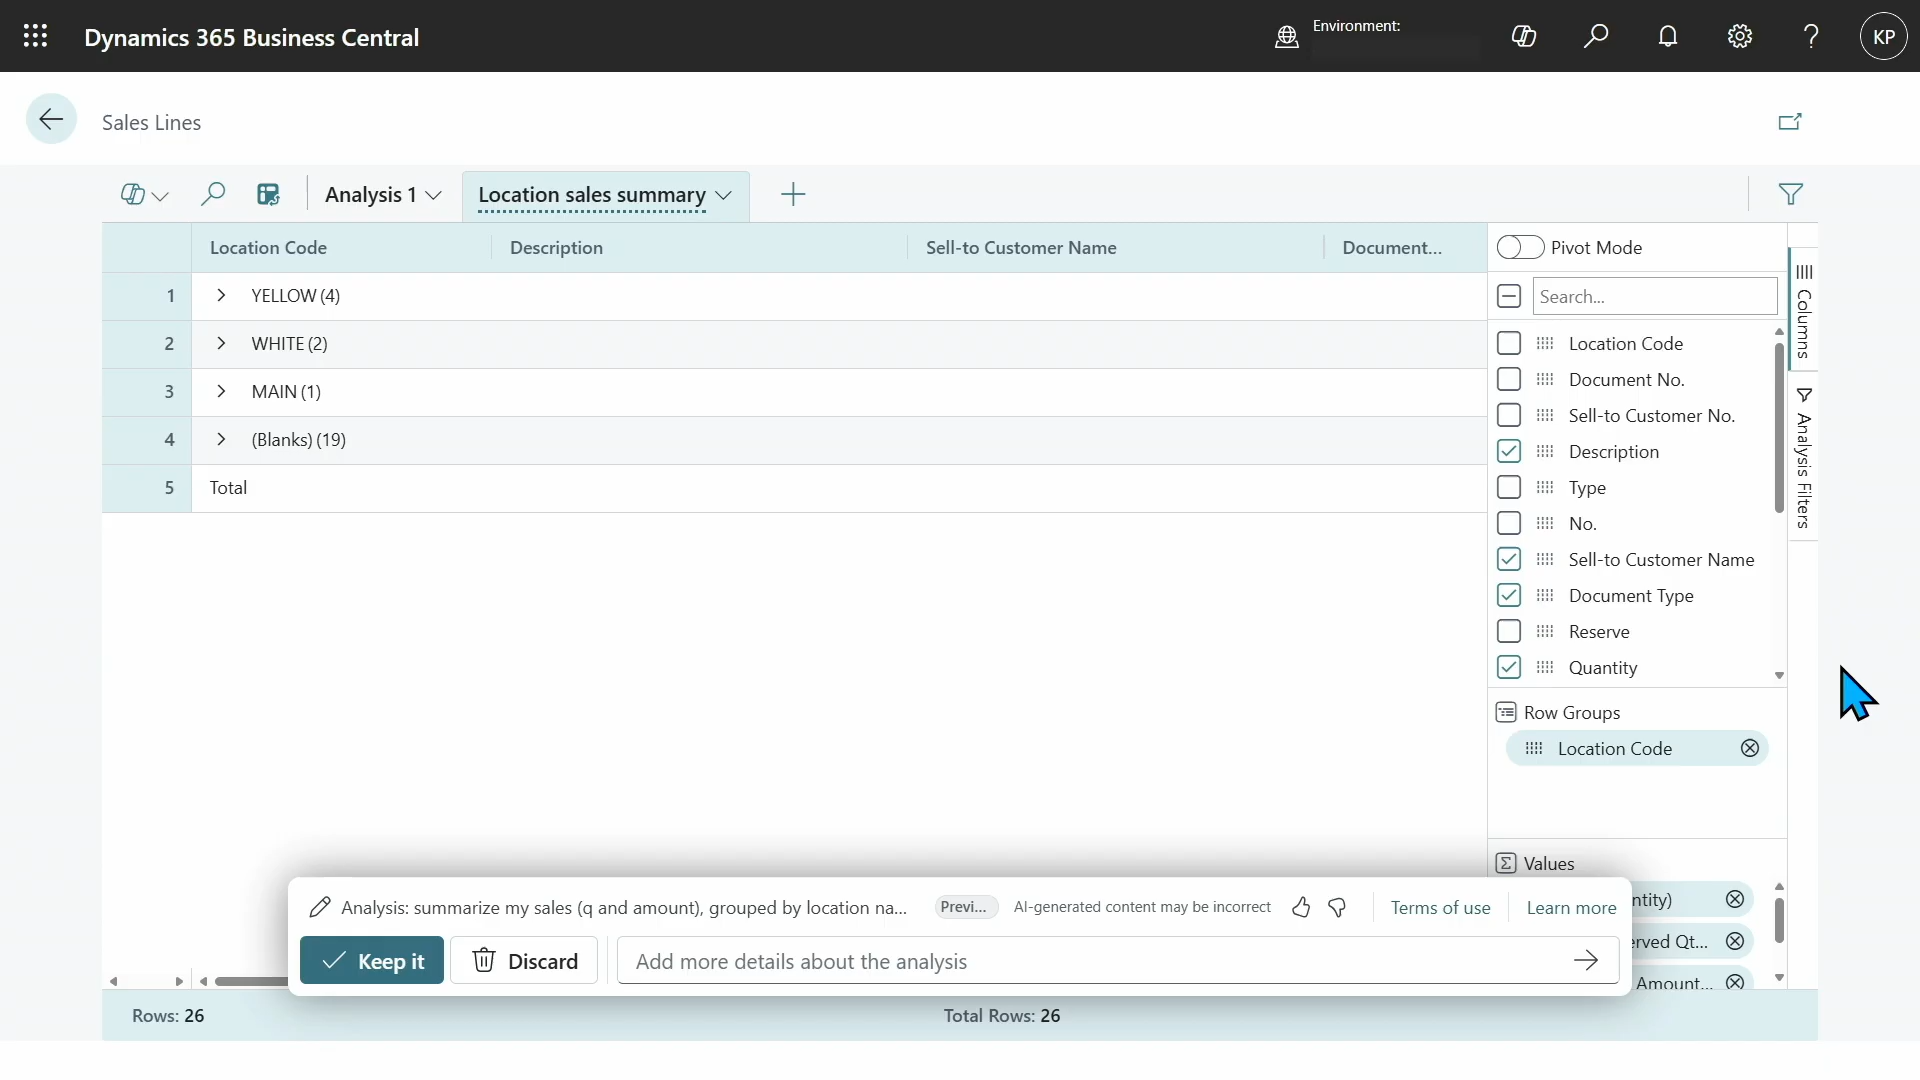 Dynamics 365 Business Central
Environment:
KP
Sales Lines
Analysis 1
Location sales summary
Location Code
Description
Sell-to Customer Name
Document...
1
YELLOW (4)
2
WHITE (2)
3
MAIN (1)
4
(Blanks) (19)
5
Total
Pivot Mode
Search...
Location Code
Document No.
Sell-to Customer No.
Description
Type
No.
Sell-to Customer Name
Document Type
Reserve
Quantity
Columns
Analysis Filters
Row Groups
Location Code
Values
ntity)
erved Qt...
Amount...
Analysis: summarize my sales (q and amount), grouped by location na...
Previ...
AI-generated content may be incorrect
Terms of use
Learn more
Keep it
Discard
Add more details about the analysis
Rows: 26
Total Rows: 26